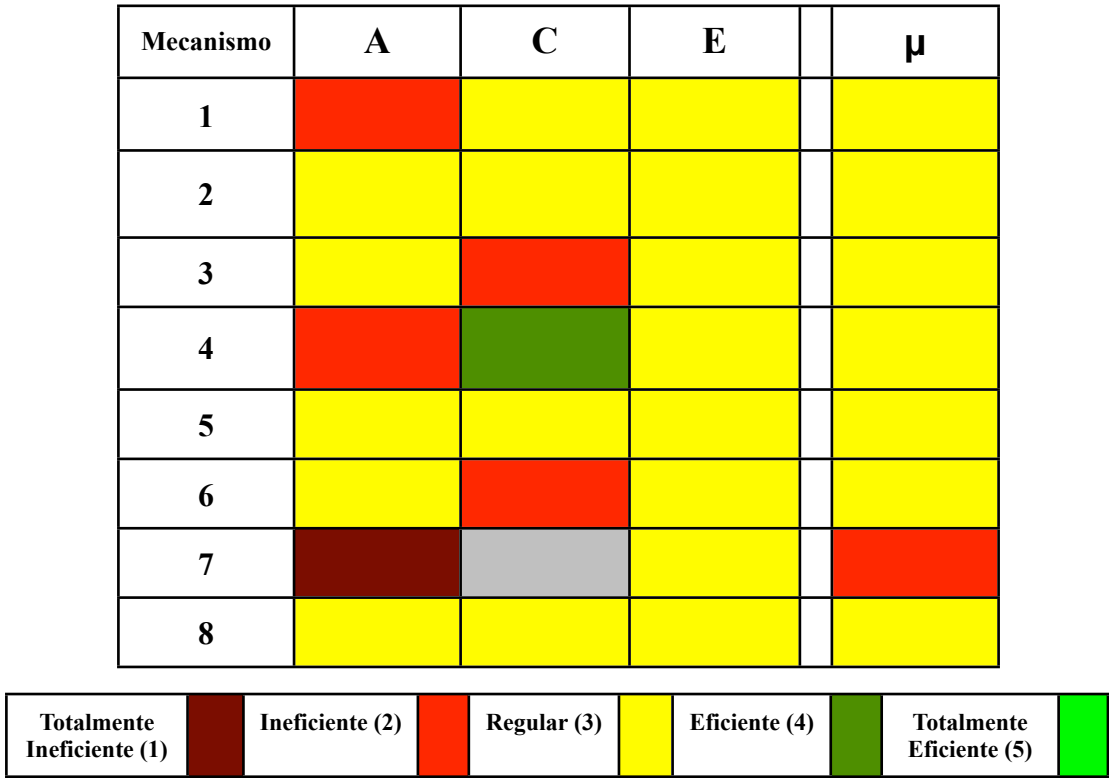 Mecanismo A C E µ
1
2
3
4
5
6
7
8
Totalmente Ineficiente (2) Regular (3) Eficiente (4) Totalmente
Ineficiente (1) Eficiente (5)